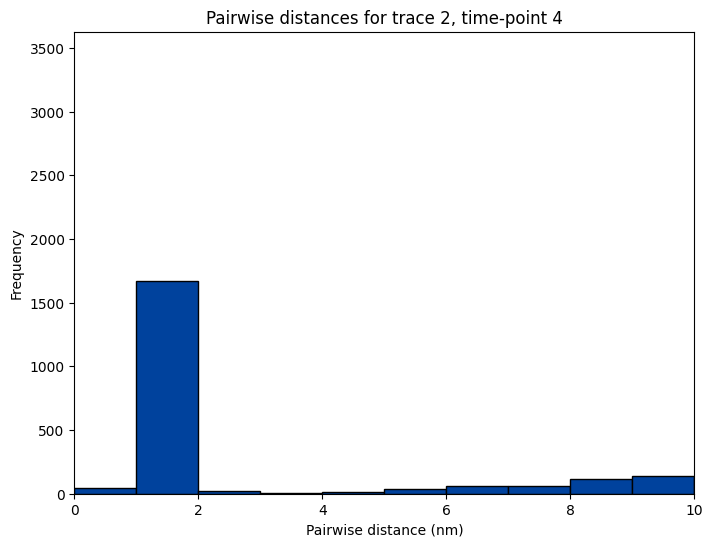 Pairwise distances for trace 2, time-point 4
3500
3000
2500
2000
1500
1000
500
0
Frequency
0 2 4 6 8 10
Pairwise distance (nm)